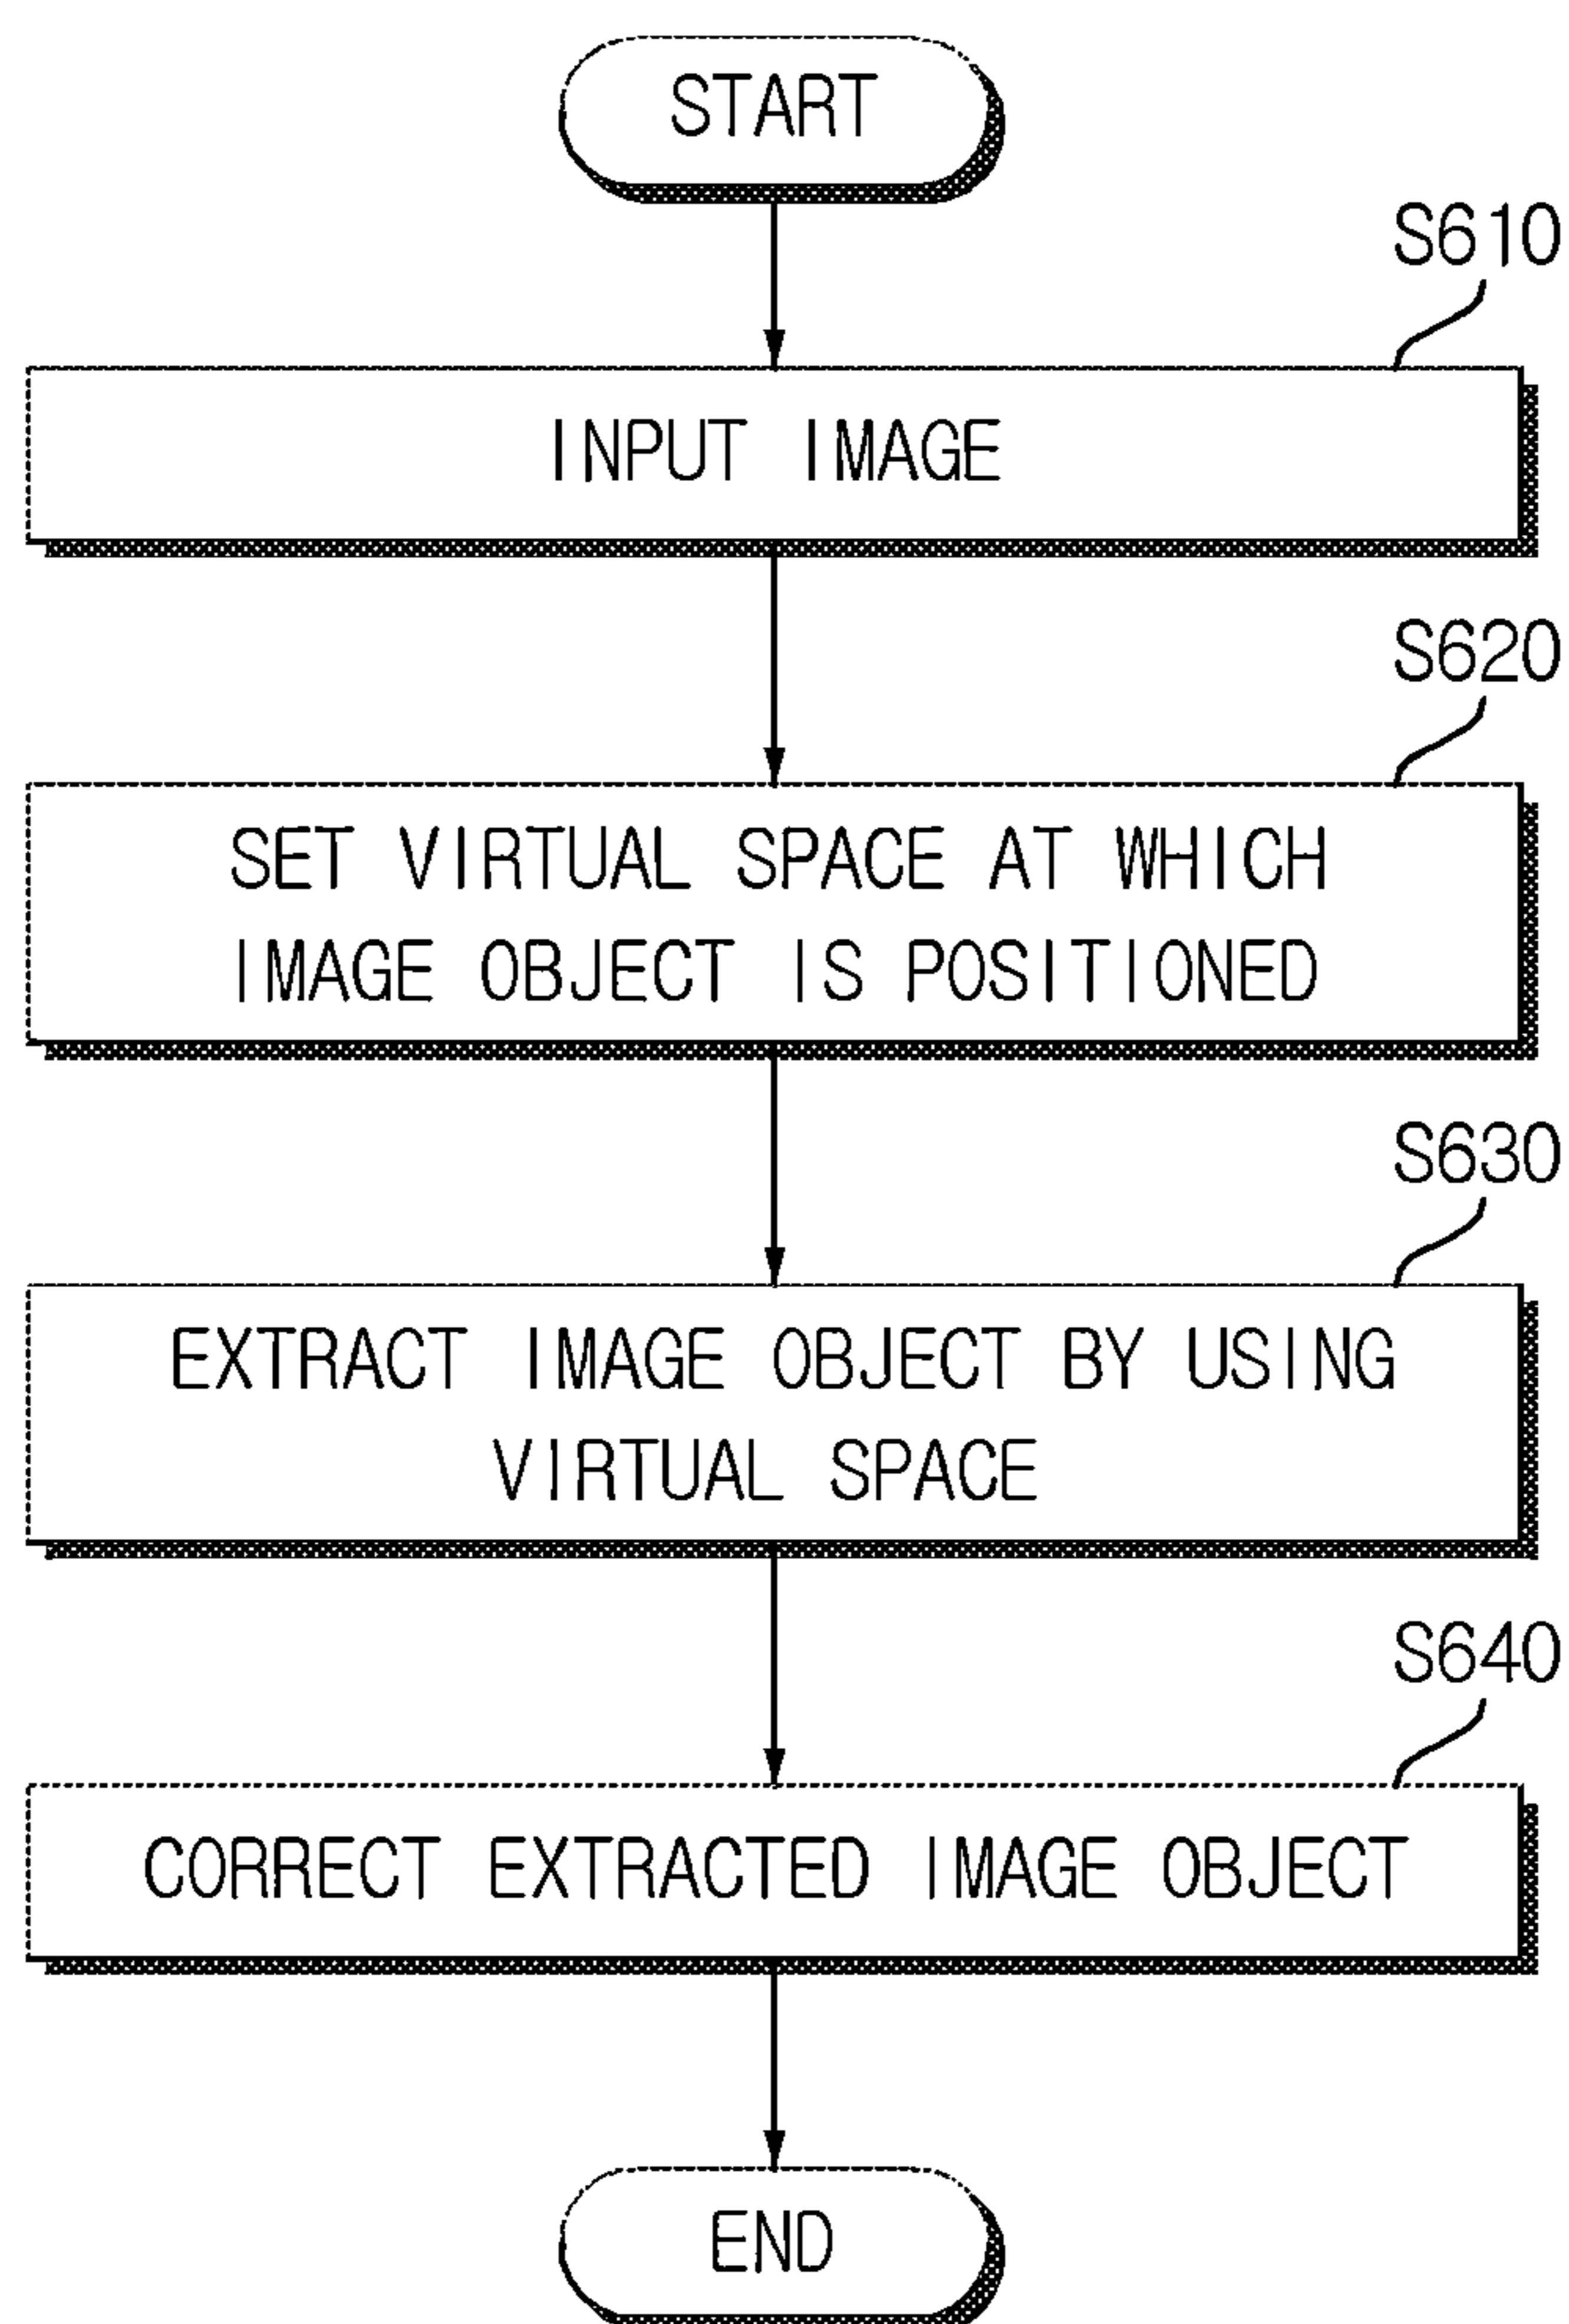 START
S610
INPUT IMAGE
S620
SET VIRTUAL SPACE AT WHICH
IMAGE OBJECT IS POSITIONED
S630
EXTRACT IMAGE OBJECT BY USING
VIRTUAL SPACE
S640
CORRECT EXTRACTED IMAGE OBJECT
END